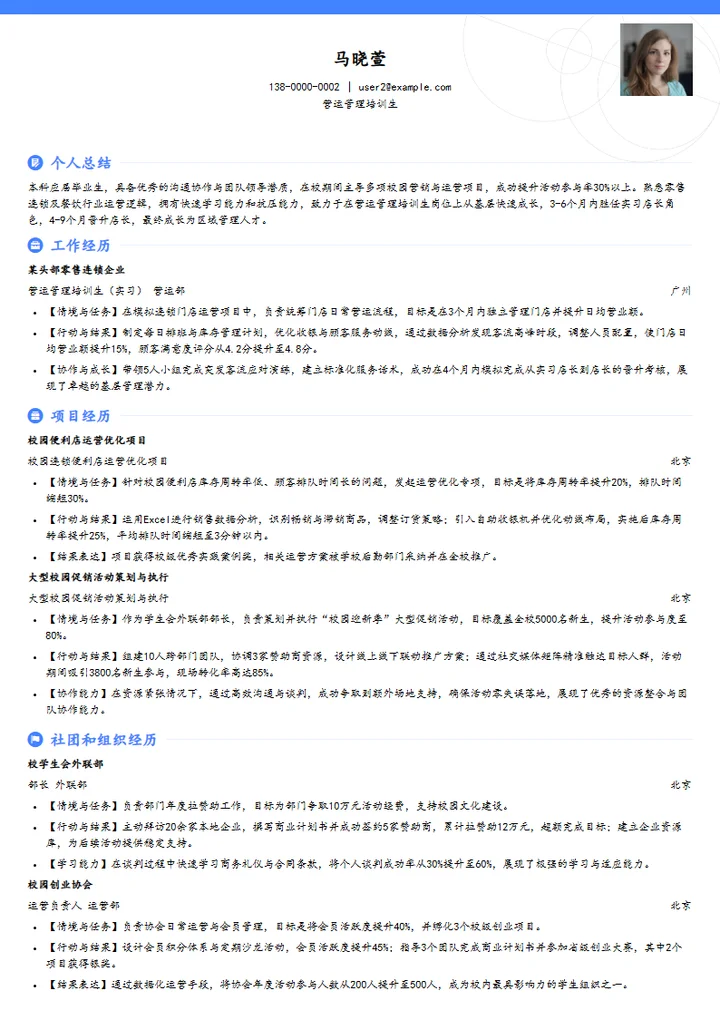 马晓萱
138-0000-0002 | user2@example.com
营运管理培训生
个人总结
本科应届毕业生，具备优秀的沟通协作与团队领导潜质，在校期间主导多项校园营销与运营项目，成功提升活动参与率30%以上。熟悉零售
连锁及餐饮行业运营逻辑，拥有快速学习能力和抗压能力，致力于在营运管理培训生岗位上从基层快速成长，3-6个月内胜任实习店长角
色，4-9个月晋升店长，最终成长为区域管理人才。
工作经历
某头部零售连锁企业
营运管理培训生（实习） 营运部 广州
• 【情境与任务】在模拟连锁门店运营项目中，负责统筹门店日常营运流程，目标是在3个月内独立管理门店并提升日均营业额。
• 【行动与结果】制定每日排班与库存管理计划，优化收银与顾客服务动线，通过数据分析发现客流高峰时段，调整人员配置，使门店日
均营业额提升15%，顾客满意度评分从4.2分提升至4.8分。
• 【协作与成长】带领5人小组完成突发客流应对演练，建立标准化服务话术，成功在4个月内模拟完成从实习店长到店长的晋升考核，展
现了卓越的基层管理潜力。
项目经历
校园便利店运营优化项目
校园连锁便利店运营优化项目 北京
• 【情境与任务】针对校园便利店库存周转率低、顾客排队时间长的问题，发起运营优化专项，目标是将库存周转率提升20%，排队时间
缩短30%。
• 【行动与结果】运用Excel进行销售数据分析，识别畅销与滞销商品，调整订货策略；引入自助收银机并优化动线布局，实施后库存周
转率提升25%，平均排队时间缩短至3分钟以内。
• 【结果表达】项目获得校级优秀实践案例奖，相关运营方案被学校后勤部门采纳并在全校推广。
大型校园促销活动策划与执行
大型校园促销活动策划与执行 北京
• 【情境与任务】作为学生会外联部部长，负责策划并执行“校园迎新季”大型促销活动，目标覆盖全校5000名新生，提升活动参与度至
80%。
• 【行动与结果】组建10人跨部门团队，协调3家赞助商资源，设计线上线下联动推广方案；通过社交媒体矩阵精准触达目标人群，活动
期间吸引3800名新生参与，现场转化率高达85%。
• 【协作能力】在资源紧张情况下，通过高效沟通与谈判，成功争取到额外场地支持，确保活动零失误落地，展现了优秀的资源整合与团
队协作能力。
社团和组织经历
校学生会外联部
部长 外联部 北京
• 【情境与任务】负责部门年度拉赞助工作，目标为部门争取10万元活动经费，支持校园文化建设。
• 【行动与结果】主动拜访20余家本地企业，撰写商业计划书并成功签约5家赞助商，累计拉赞助12万元，超额完成目标；建立企业资源
库，为后续活动提供稳定支持。
• 【学习能力】在谈判过程中快速学习商务礼仪与合同条款，将个人谈判成功率从30%提升至60%，展现了极强的学习与适应能力。
校园创业协会
运营负责人 运营部 北京
• 【情境与任务】负责协会日常运营与会员管理，目标是将会员活跃度提升40%，并孵化3个校级创业项目。
• 【行动与结果】设计会员积分体系与定期沙龙活动，会员活跃度提升45%；指导3个团队完成商业计划书并参加省级创业大赛，其中2个
项目获得银奖。
• 【结果表达】通过数据化运营手段，将协会年度活动参与人数从200人提升至500人，成为校内最具影响力的学生组织之一。